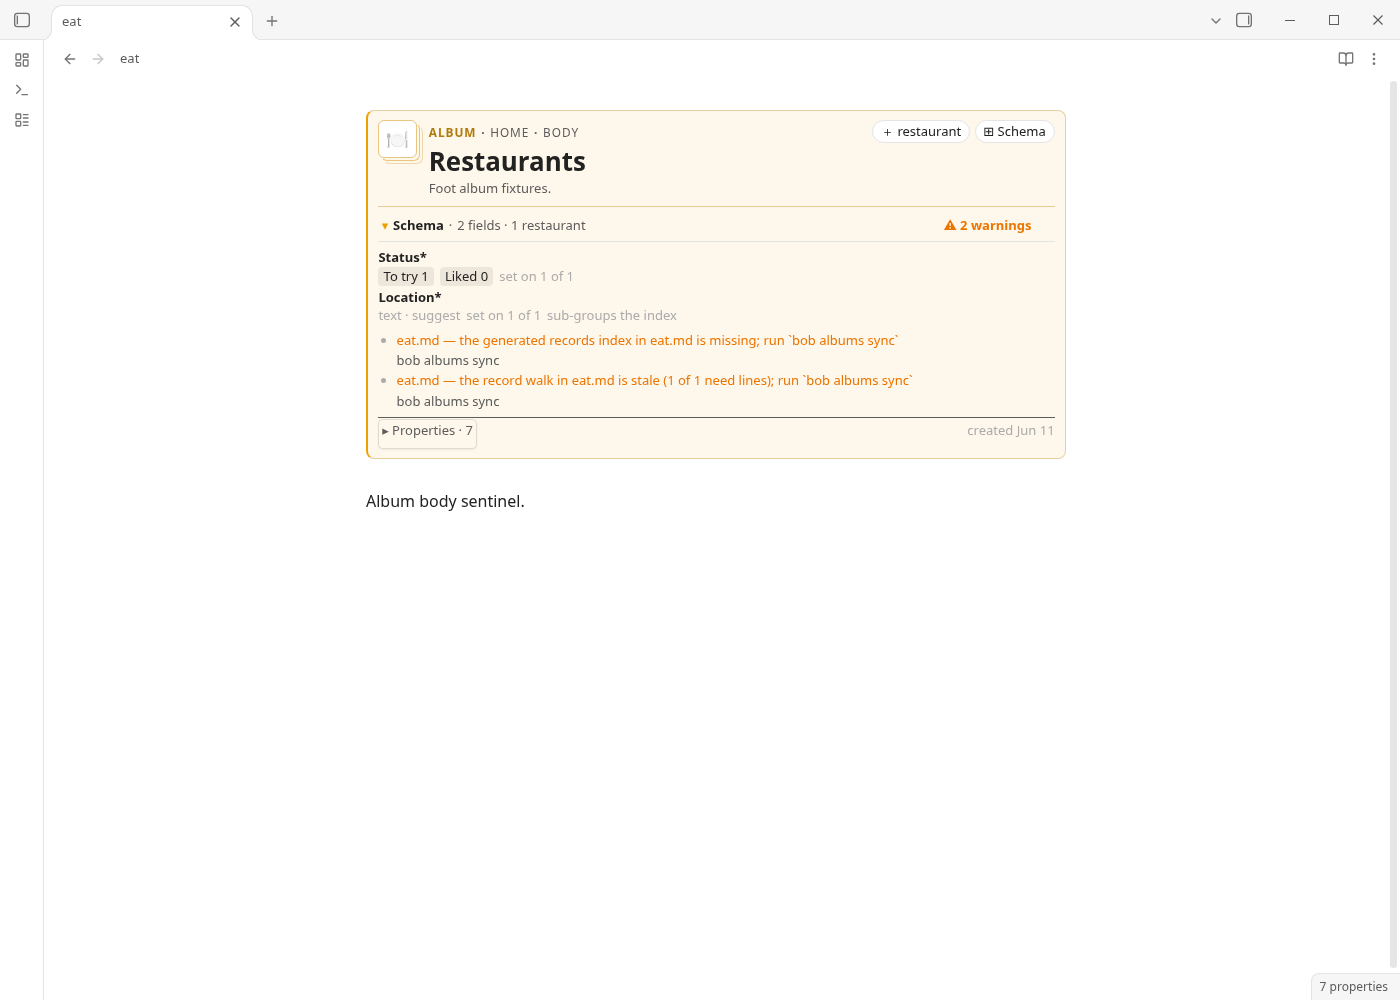 eat
eat
ALBUM · HOME · BODY
+ restaurant
Schema
Restaurants
Foot album fixtures.
▾ Schema · 2 fields · 1 restaurant
2 warnings
Status*
To try 1 Liked 0 set on 1 of 1
Location*
text · suggest set on 1 of 1 sub-groups the index
eat.md — the generated records index in eat.md is missing; run `bob albums sync`
bob albums sync
eat.md — the record walk in eat.md is stale (1 of 1 need lines); run `bob albums sync`
bob albums sync
▸ Properties · 7
created Jun 11
Album body sentinel.
7 properties